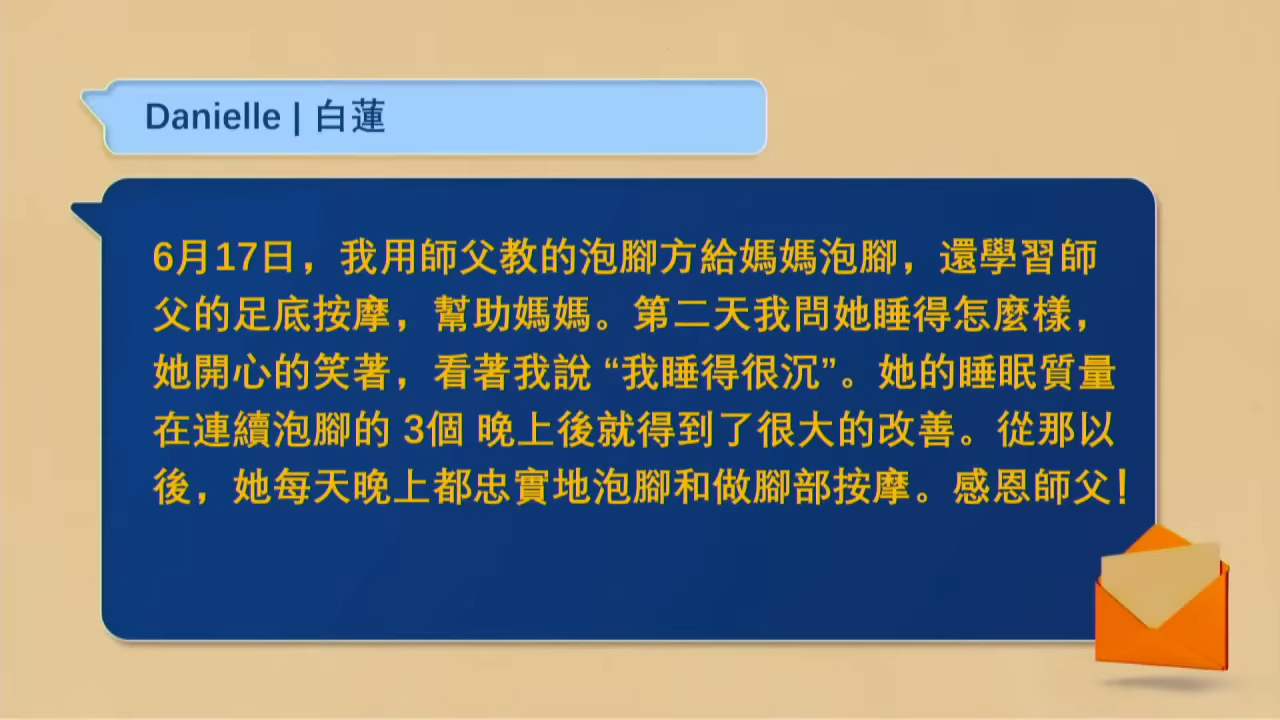 Danielle | 白蓮
6月17日，我用師父教的泡腳方給媽媽泡腳，還學習師
父的足底按摩，幫助媽媽。第二天我問她睡得怎麼樣，
她開心的笑著，看著我說 “我睡得很沉”。她的睡眠質量
在連續泡腳的 3個 晚上後就得到了很大的改善。從那以
後，她每天晚上都忠實地泡腳和做腳部按摩。感恩師父！